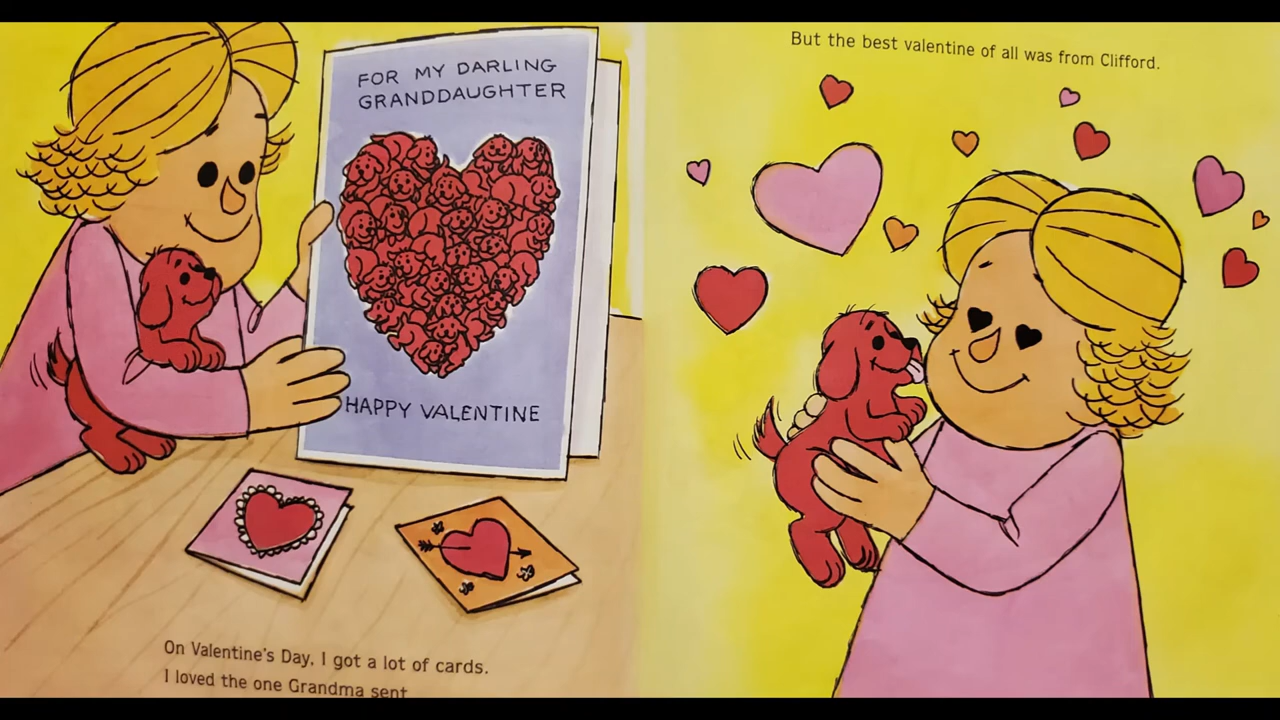 FOR MY DARLING
GRANDDAUGHTER
HAPPY VALENTINE
On Valentine's Day, I got a lot of cards.
I loved the one Grandma sent
But the best valentine of all was from Clifford.